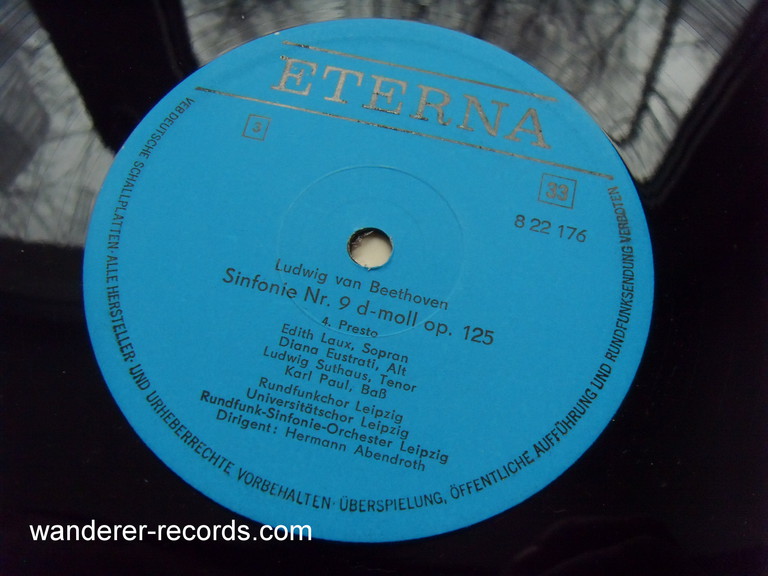 ETERNA
S
33
8 22 176
Ludwig van Beethoven
Sinfonie Nr. 9 d-moll op. 125
4. Presto
Edith Laux, Sopran
Diana Eustrati, Alt
Ludwig Suthaus, Tenor
Karl Paul, Baß
Rundfunkchor Leipzig
Universitätschor Leipzig
Rundfunk-Sinfonie-Orchester Leipzig
Dirigent: Hermann Abendroth
VEB DEUTSCHE SCHALLPLATTEN · ALLE HERSTELLER- UND URHEBERRECHTE VORBEHALTEN · ÜBERSPIELUNG, ÖFFENTLICHE AUFFÜHRUNG UND RUNDFUNKSENDUNG VERBOTEN
wanderer-records.com